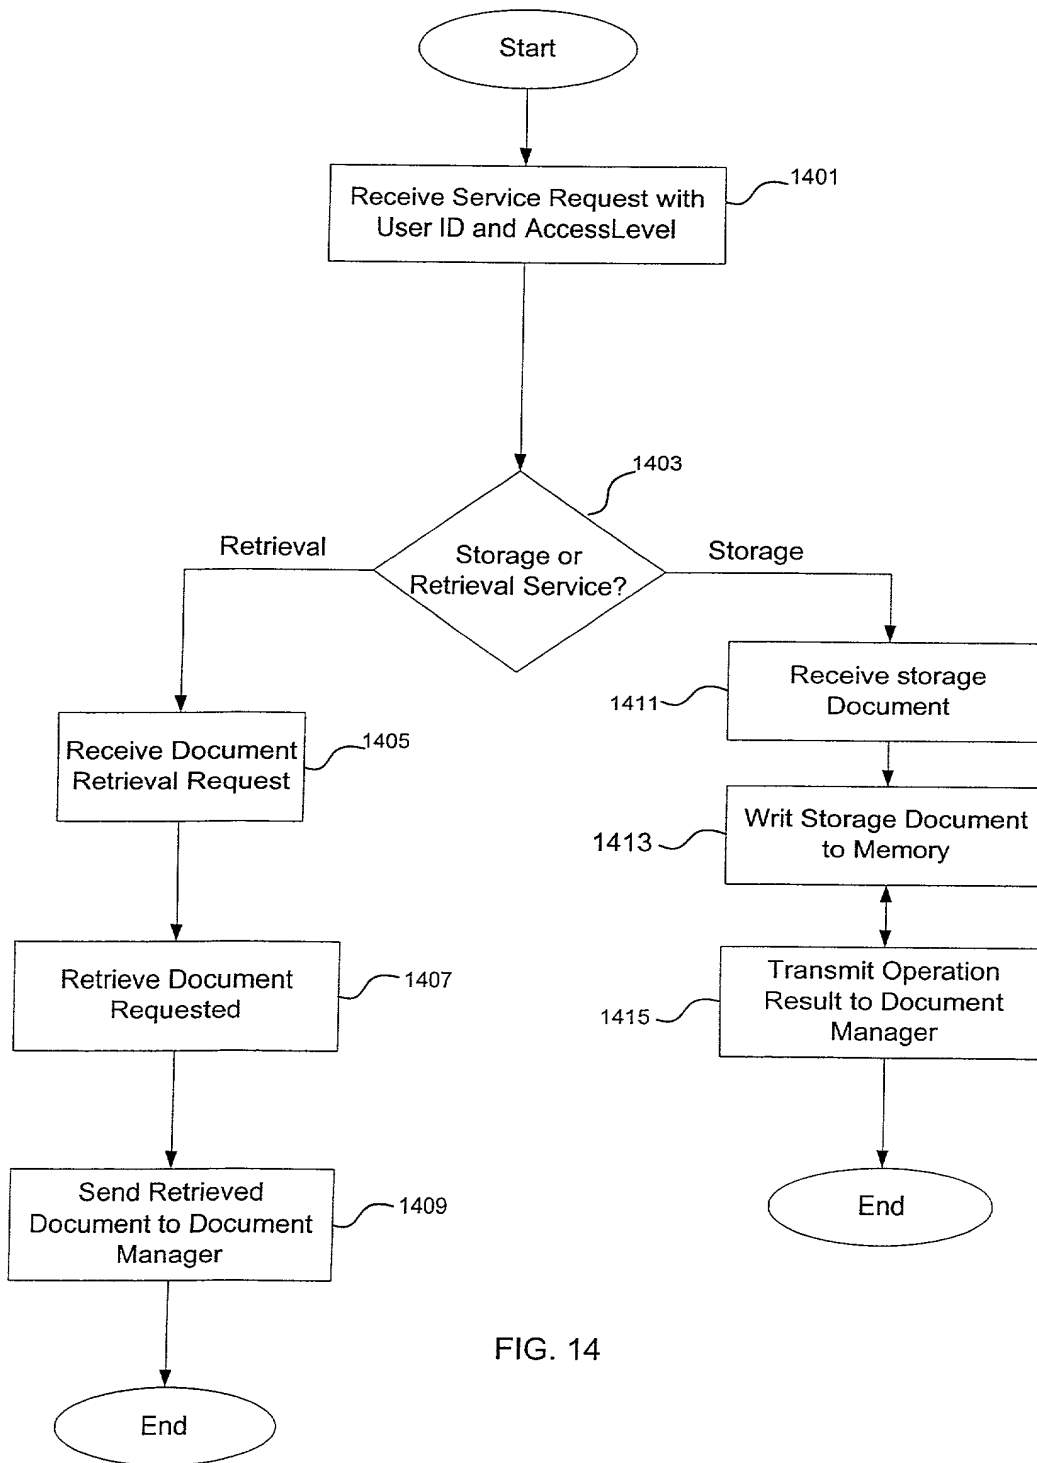 Start
Receive Service Request with
User ID and AccessLevel
1401
1403
Storage or
Retrieval Service?
Retrieval
Storage
Receive Document
Retrieval Request
1405
Retrieve Document
Requested
1407
Send Retrieved
Document to Document
Manager
1409
End
Receive storage
Document
1411
Writ Storage Document
to Memory
1413
Transmit Operation
Result to Document
Manager
1415
End
FIG. 14